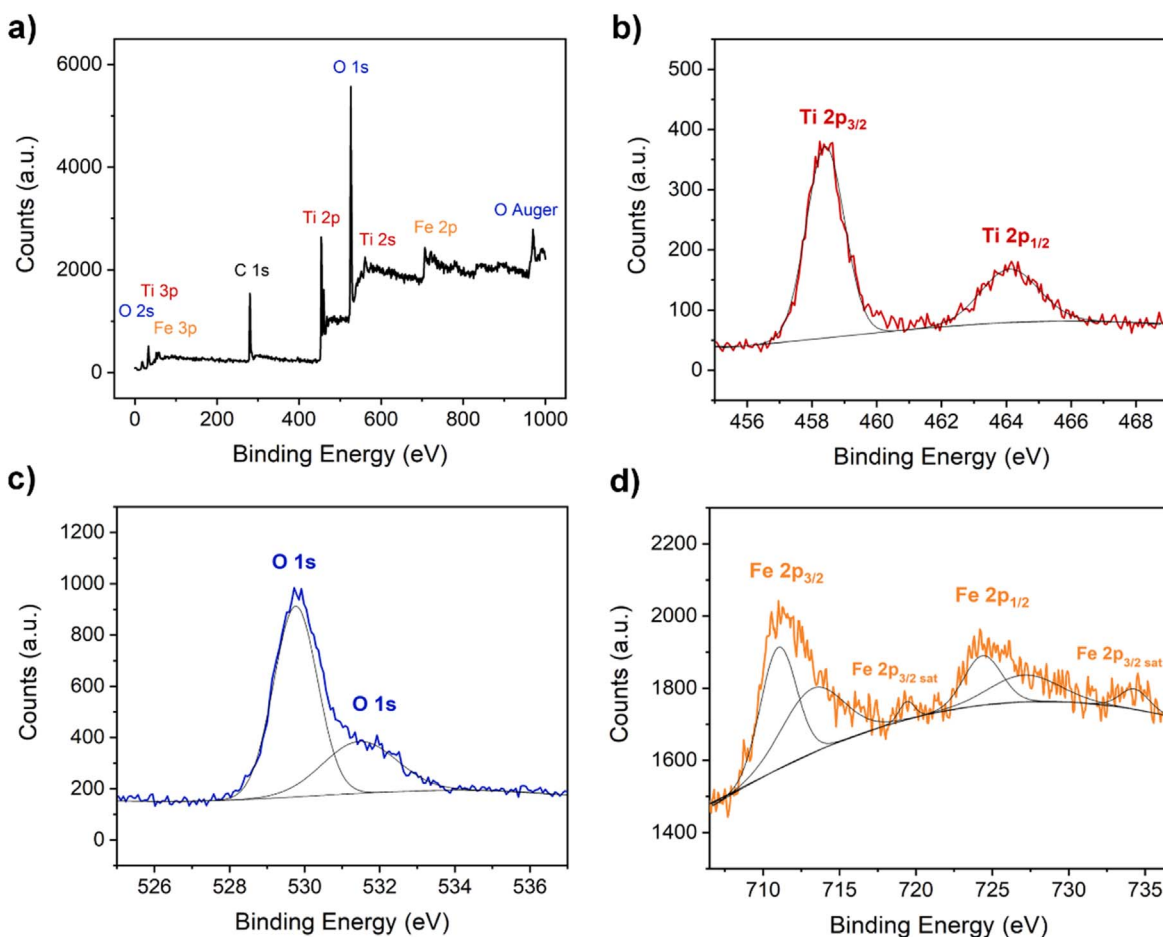 a)
6000
4000
2000
0
Counts (a.u.)
O 1s
Ti 2p
Ti 2s
Fe 2p
O Auger
C 1s
Ti 3p
O 2s
Fe 3p
0 200 400 600 800 1000
Binding Energy (eV)
b)
500
400
300
200
100
0
Counts (a.u.)
Ti 2p3/2
Ti 2p1/2
456 458 460 462 464 466 468
Binding Energy (eV)
c)
1200
1000
800
600
400
200
0
Counts (a.u.)
O 1s
O 1s
526 528 530 532 534 536
Binding Energy (eV)
d)
2200
2000
1800
1600
1400
Counts (a.u.)
Fe 2p3/2
Fe 2p3/2 sat
Fe 2p1/2
Fe 2p3/2 sat
710 715 720 725 730 735
Binding Energy (eV)